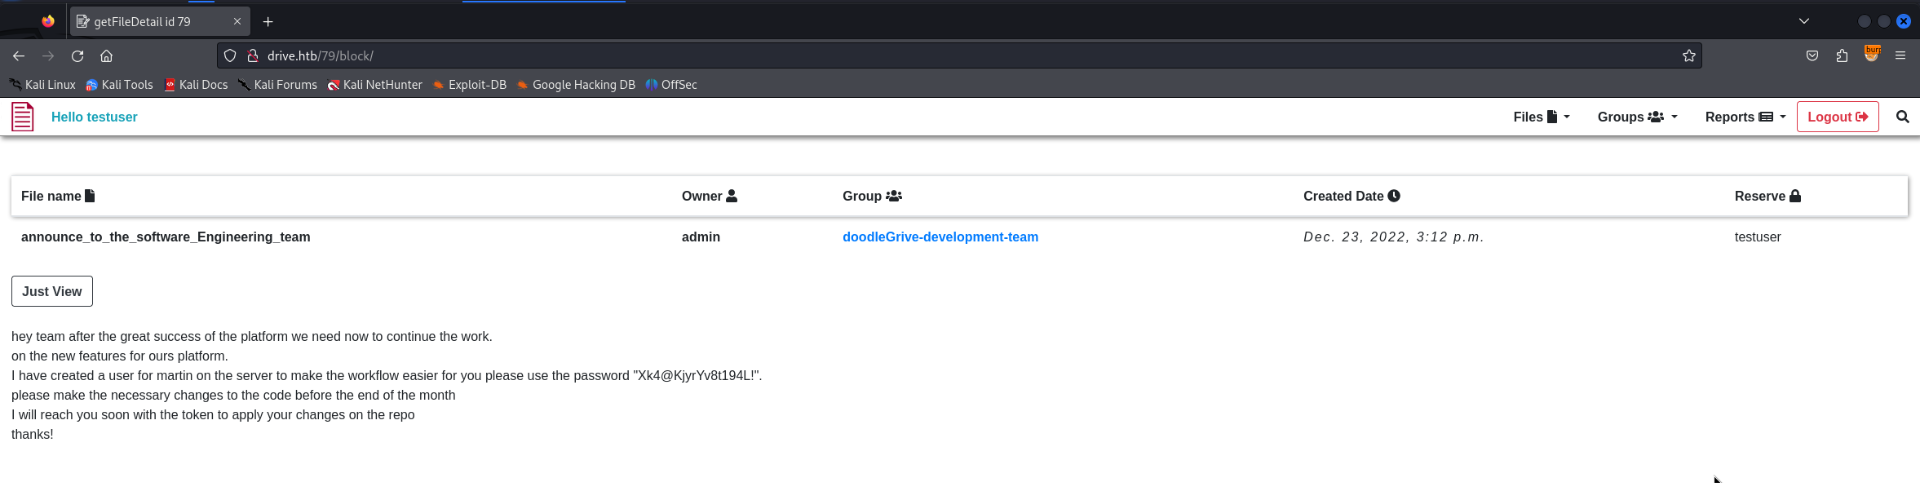 getFileDetail id 79
drive.htb/79/block/
burp
Kali Linux Kali Tools Kali Docs Kali Forums Kali NetHunter Exploit-DB Google Hacking DB OffSec
Hello testuser Files Groups Reports Logout
File name Owner Group Created Date Reserve
announce_to_the_software_Engineering_team admin doodleGrive-development-team Dec. 23, 2022, 3:12 p.m. testuser
Just View
hey team after the great success of the platform we need now to continue the work.
on the new features for ours platform.
I have created a user for martin on the server to make the workflow easier for you please use the password "Xk4@KjyrYv8t194L!".
please make the necessary changes to the code before the end of the month
I will reach you soon with the token to apply your changes on the repo
thanks!